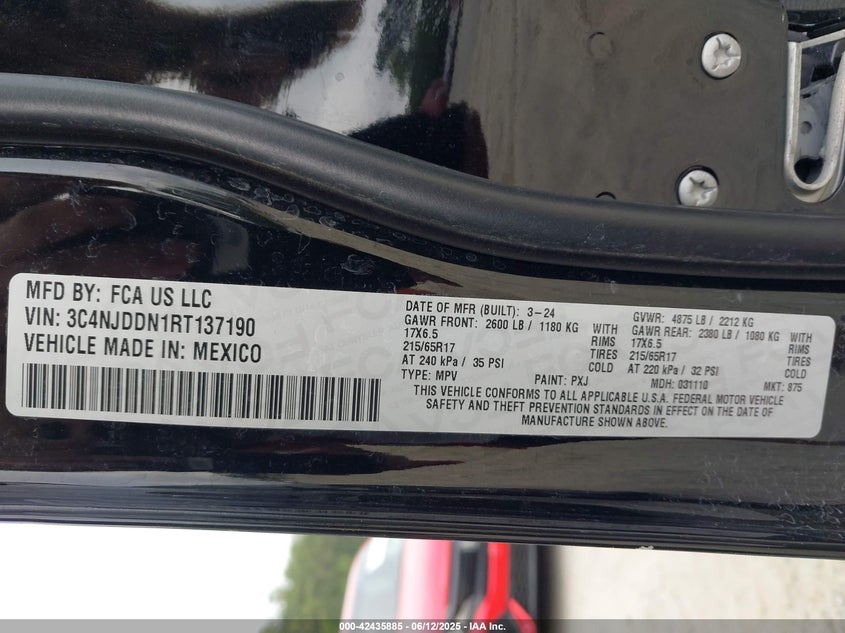 MFD BY: FCA US LLC
VIN: 3C4NJDDN1RT137190
VEHICLE MADE IN: MEXICO
DATE OF MFR (BUILT): 3-24
GAWR FRONT: 2600 LB / 1180 KG
17X6.5 RIMS
215/65R17 TIRES
AT 240 kPa / 35 PSI COLD
TYPE: MPV PAINT: PXJ
GVWR: 4875 LB / 2212 KG
GAWR REAR: 2380 LB / 1080 KG
17X6.5 RIMS
215/65R17 TIRES
AT 220 kPa / 32 PSI COLD
MDH: 031110 MKT: 875
THIS VEHICLE CONFORMS TO ALL APPLICABLE U.S.A. FEDERAL MOTOR VEHICLE
SAFETY AND THEFT PREVENTION STANDARDS IN EFFECT ON THE DATE OF
MANUFACTURE SHOWN ABOVE.
000-42435885 - 06/12/2025 - IAA Inc.